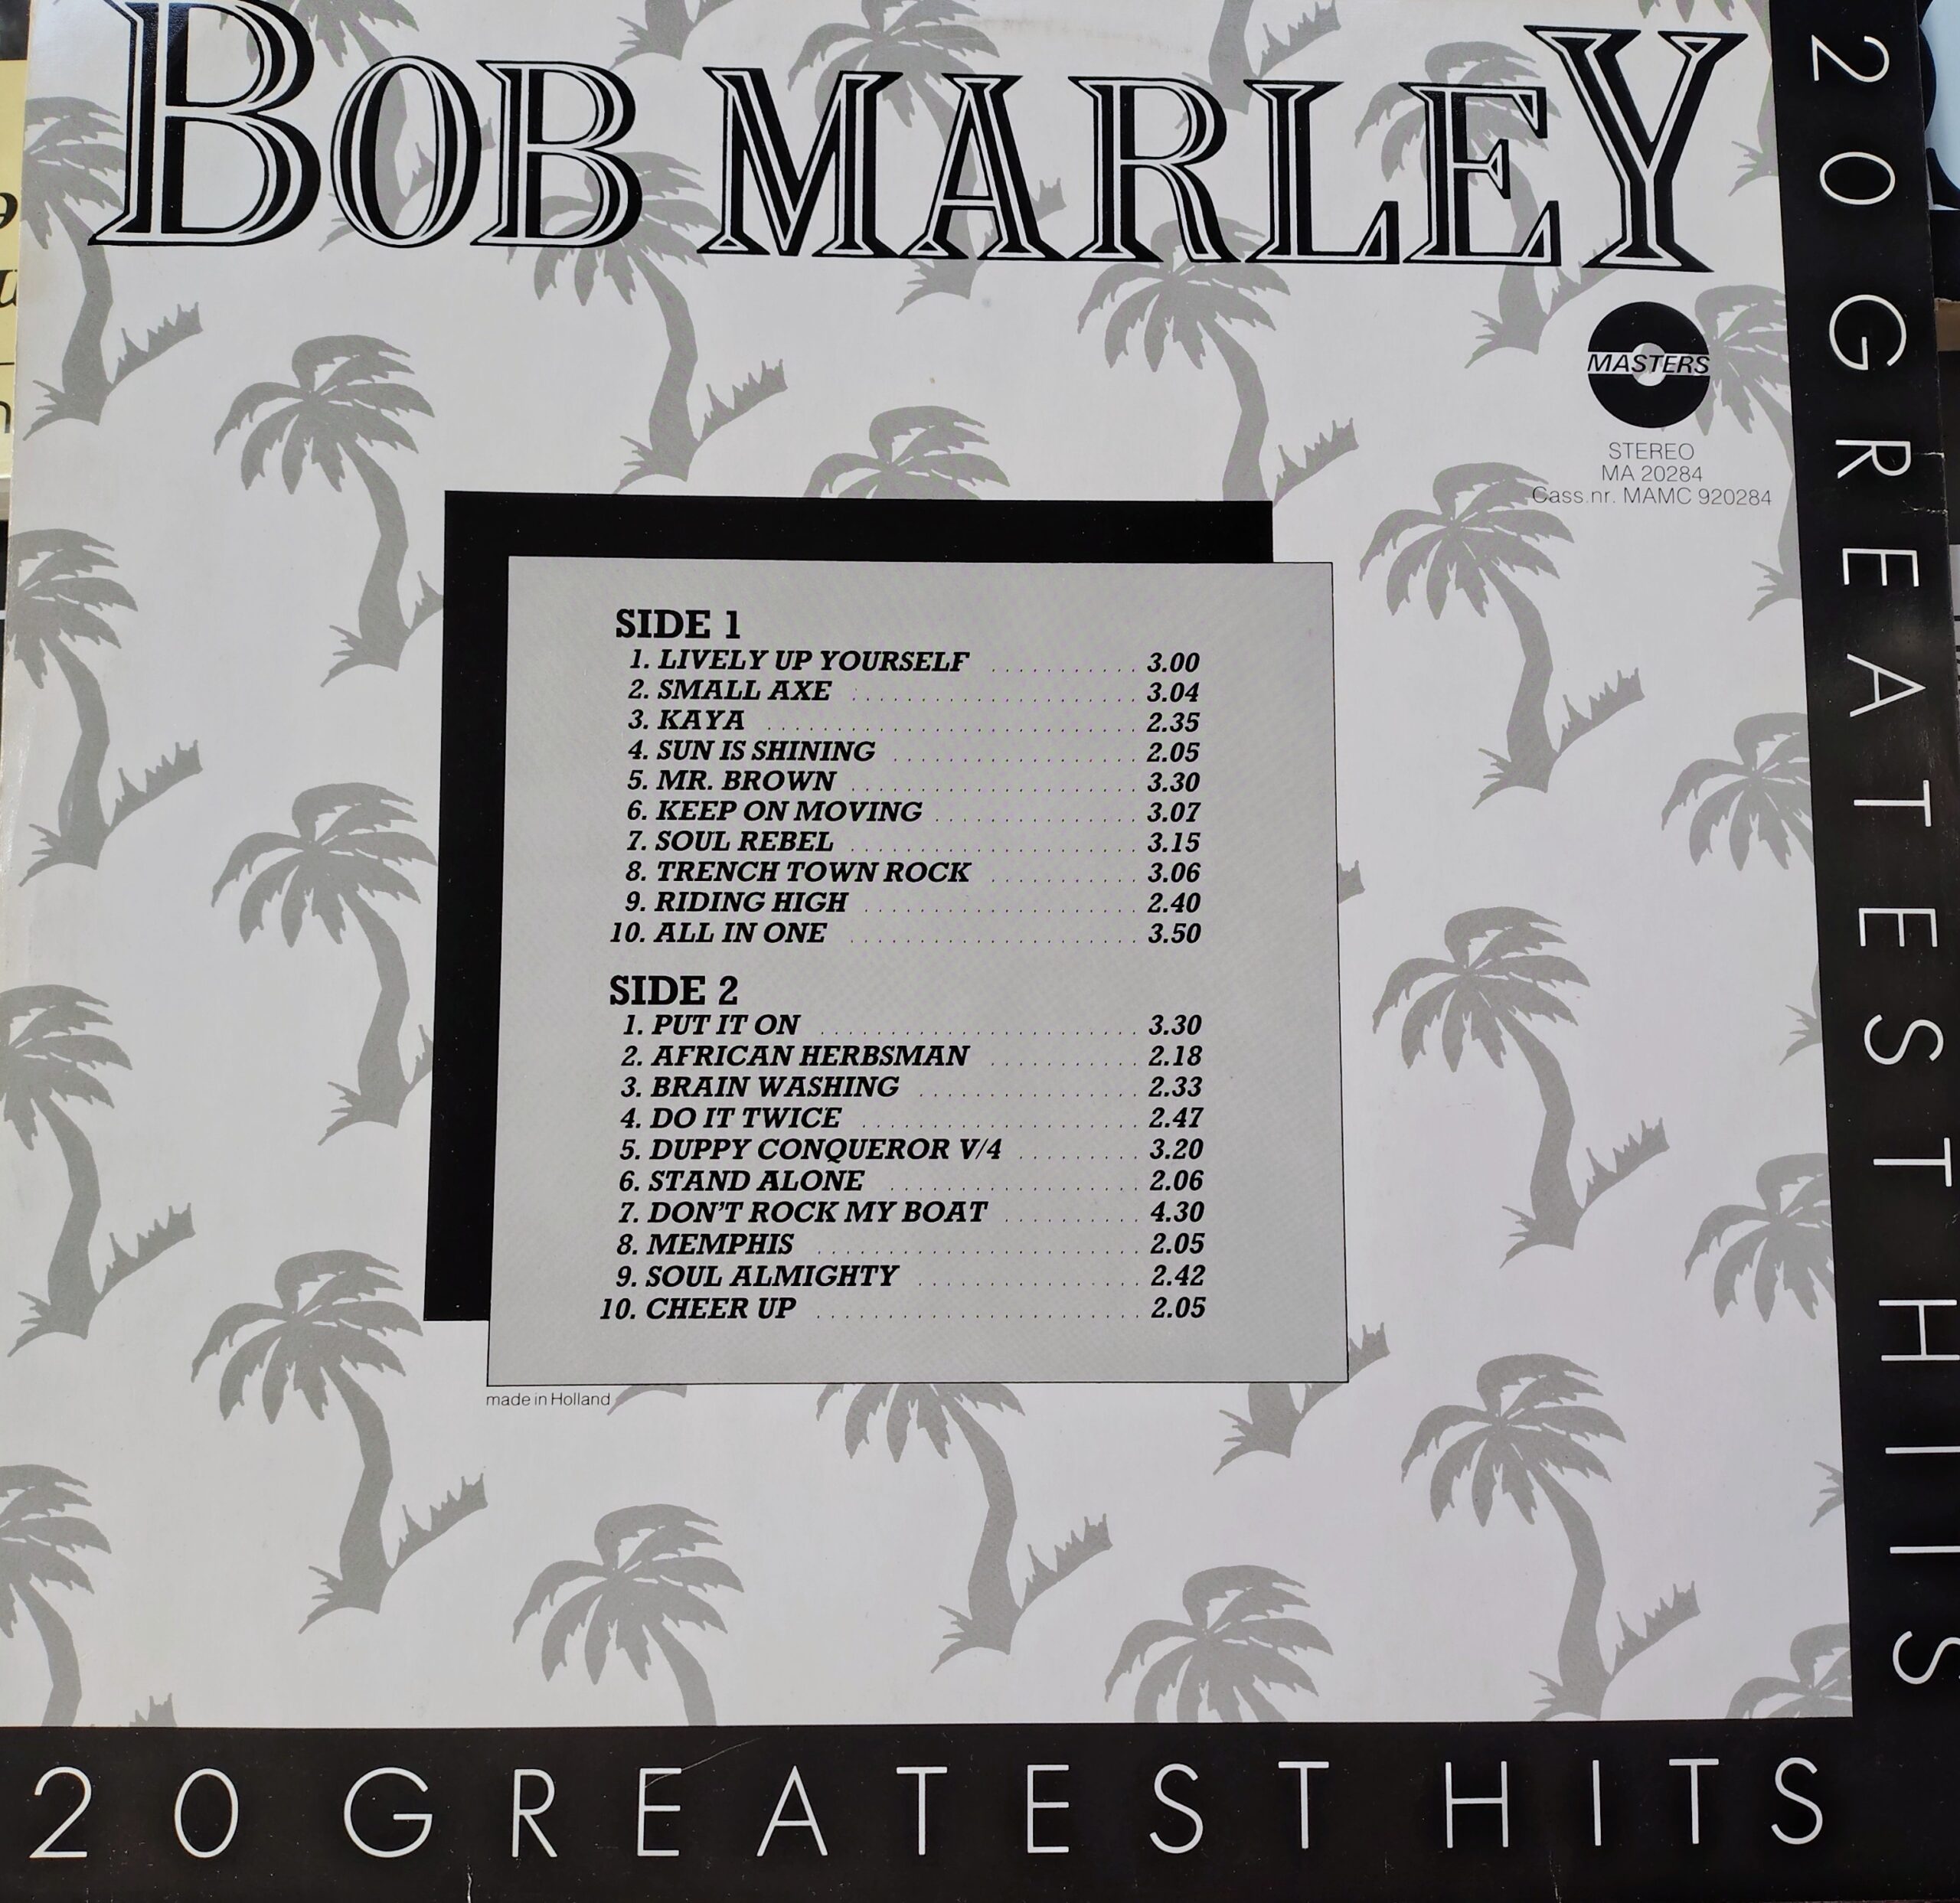 BOB MARLEY
MASTERS
STEREO
MA 20284
Cass.nr. MAMC 920284
SIDE 1
1. LIVELY UP YOURSELF ........... 3.00
2. SMALL AXE .................... 3.04
3. KAYA .......................... 2.35
4. SUN IS SHINING ................. 2.05
5. MR. BROWN .................... 3.30
6. KEEP ON MOVING .............. 3.07
7. SOUL REBEL .................... 3.15
8. TRENCH TOWN ROCK ........... 3.06
9. RIDING HIGH ................... 2.40
10. ALL IN ONE .................... 3.50
SIDE 2
1. PUT IT ON ....................... 3.30
2. AFRICAN HERBSMAN ........... 2.18
3. BRAIN WASHING ................ 2.33
4. DO IT TWICE .................... 2.47
5. DUPPY CONQUEROR V/4 ......... 3.20
6. STAND ALONE .................. 2.06
7. DON'T ROCK MY BOAT .......... 4.30
8. MEMPHIS ....................... 2.05
9. SOUL ALMIGHTY ................ 2.42
10. CHEER UP ....................... 2.05
made in Holland
20 GREATEST HITS
20 GREATEST HITS